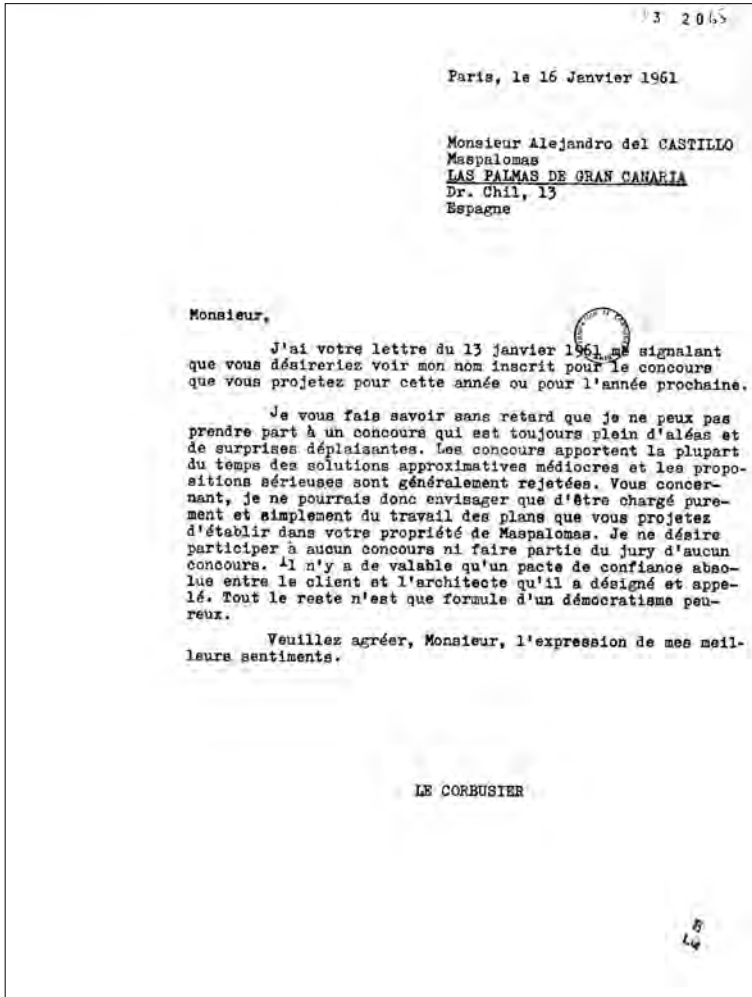 3 2065
Paris, le 16 Janvier 1961
Monsieur Alejandro del CASTILLO
Maspalomas
LAS PALMAS DE GRAN CANARIA
Dr. Chil, 13
Espagne
Monsieur,
J'ai votre lettre du 13 janvier 1961 me signalant
que vous désireriez voir mon nom inscrit pour le concours
que vous projetez pour cette année ou pour l'année prochaine.
Je vous fais savoir sans retard que je ne peux pas
prendre part à un concours qui est toujours plein d'aléas et
de surprises déplaisantes. Les concours apportent la plupart
du temps des solutions approximatives médiocres et les propo-
sitions sérieuses sont généralement rejetées. Vous concer-
nant, je ne pourrais donc envisager que d'être chargé pure-
ment et simplement du travail des plans que vous projetez
d'établir dans votre propriété de Maspalomas. Je ne désire
participer à aucun concours ni faire partie du jury d'aucun
concours. Il n'y a de valable qu'un pacte de confiance abso-
lue entre le client et l'architecte qu'il a désigné et appe-
lé. Tout le reste n'est que formule d'un démocratisme peu-
reux.
Veuillez agréer, Monsieur, l'expression de mes meil-
leurs sentiments.
LE CORBUSIER